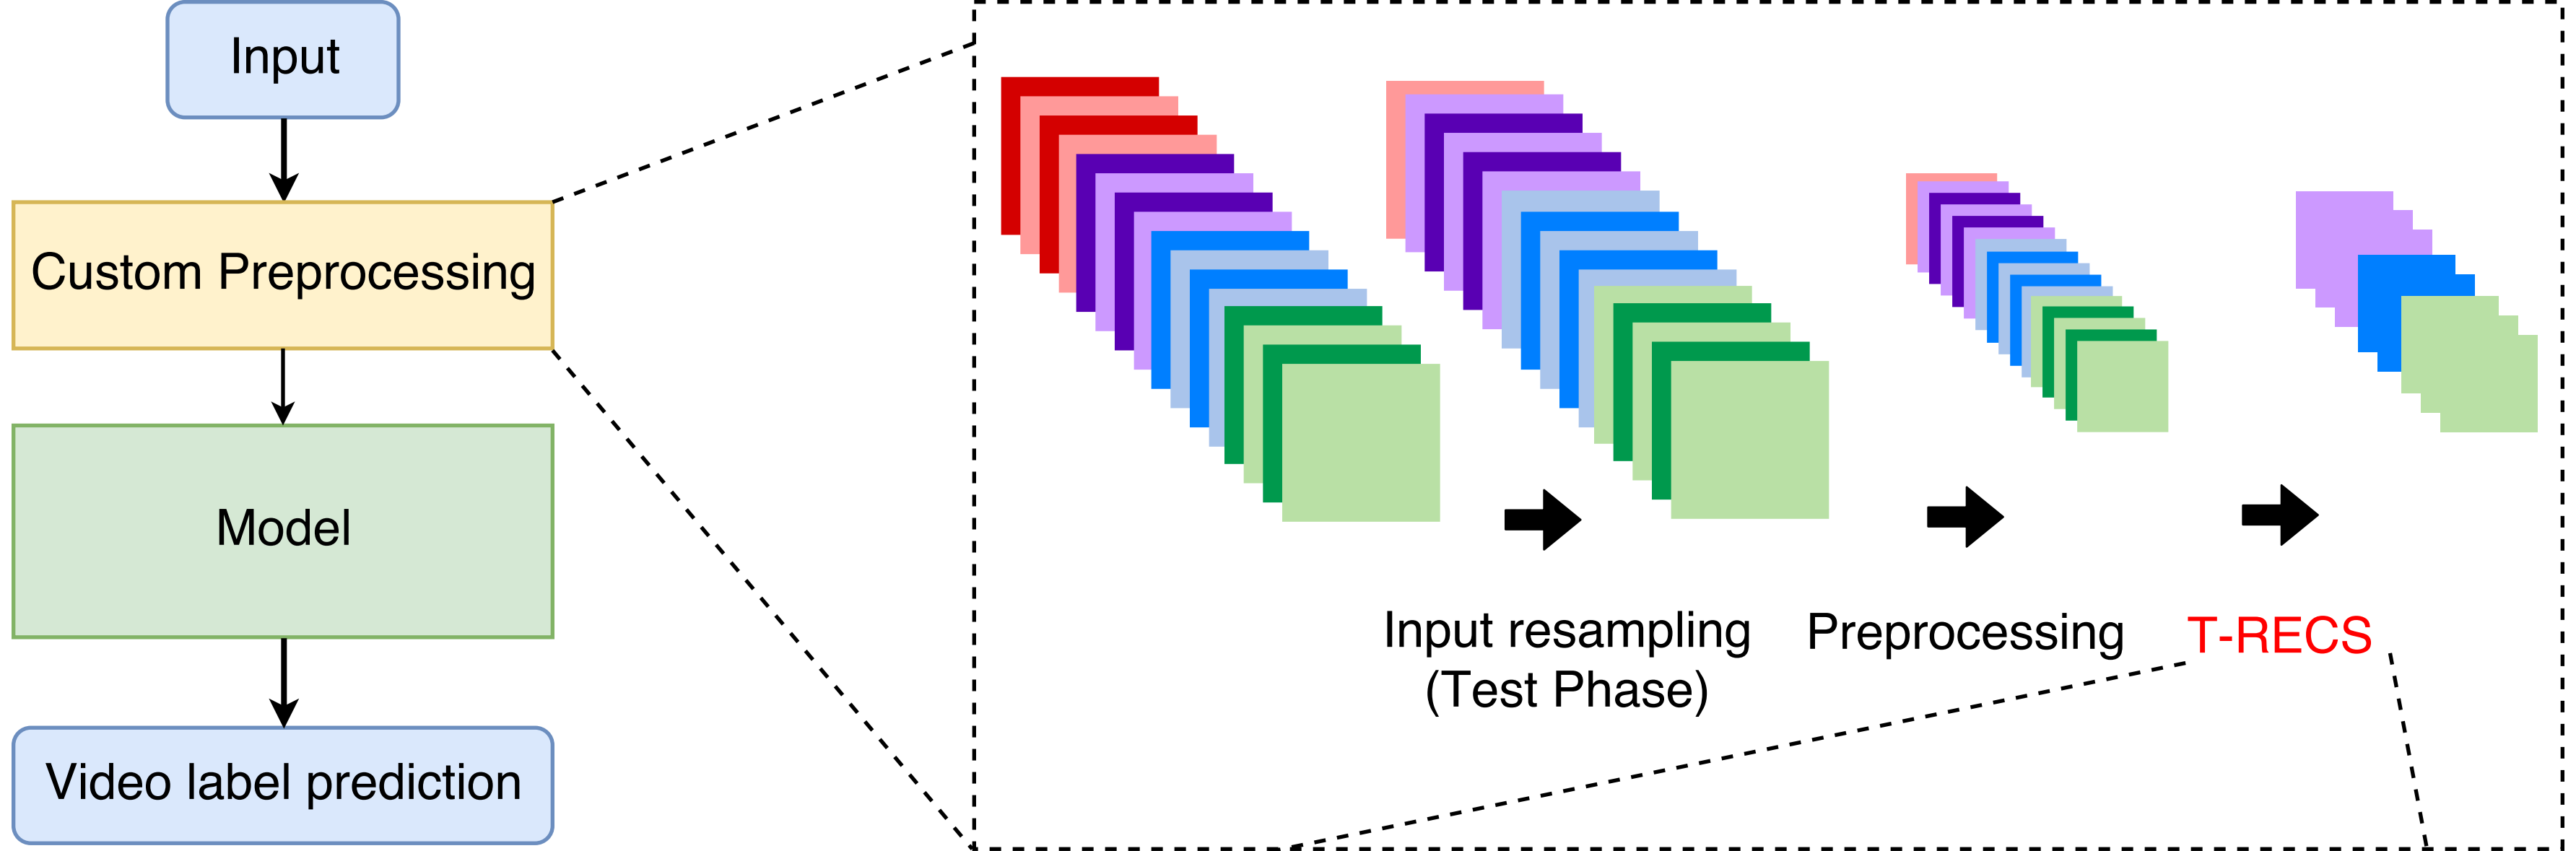 Input
Custom Preprocessing
Model
Video label prediction
Input resampling
(Test Phase)
Preprocessing
T-RECS